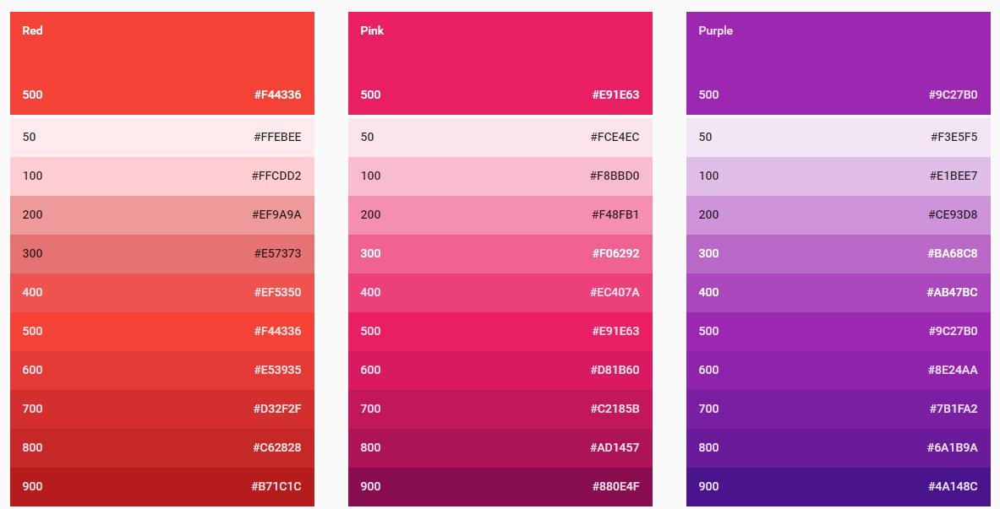 Red
500 #F44336
50 #FFEBEE
100 #FFCDD2
200 #EF9A9A
300 #E57373
400 #EF5350
500 #F44336
600 #E53935
700 #D32F2F
800 #C62828
900 #B71C1C
Pink
500 #E91E63
50 #FCE4EC
100 #F8BBD0
200 #F48FB1
300 #F06292
400 #EC407A
500 #E91E63
600 #D81B60
700 #C2185B
800 #AD1457
900 #880E4F
Purple
500 #9C27B0
50 #F3E5F5
100 #E1BEE7
200 #CE93D8
300 #BA68C8
400 #AB47BC
500 #9C27B0
600 #8E24AA
700 #7B1FA2
800 #6A1B9A
900 #4A148C